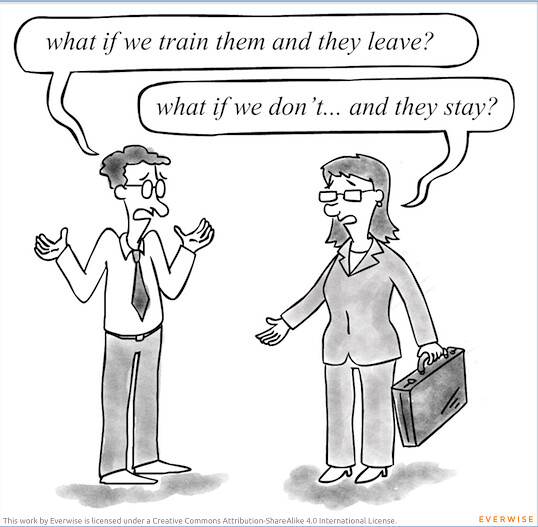 what if we train them and they leave?
what if we don't... and they stay?
This work by Everwise is licensed under a Creative Commons Attribution-ShareAlike 4.0 International License.
EVERWISE